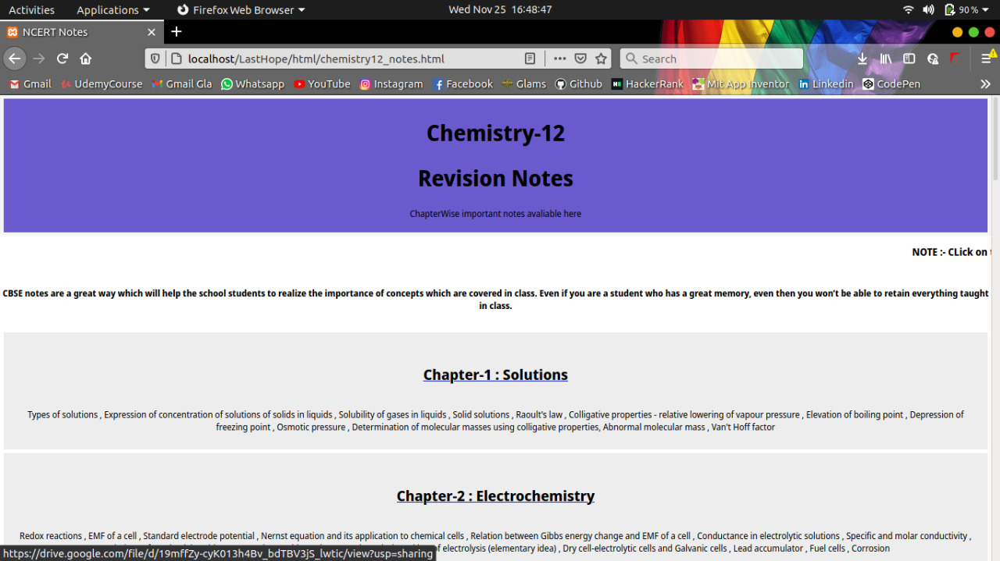 Activities Applications Firefox Web Browser Wed Nov 25 16:48:47 90 %
NCERT Notes
localhost/LastHope/html/chemistry12_notes.html Search
Gmail UdemyCourse Gmail Gla Whatsapp YouTube Instagram Facebook Glams Github HackerRank Mit App Inventor Linkedin CodePen
Chemistry-12
Revision Notes
ChapterWise important notes avaliable here
NOTE :- CLick on
CBSE notes are a great way which will help the school students to realize the importance of concepts which are covered in class. Even if you are a student who has a great memory, even then you won’t be able to retain everything taught
in class.
Chapter-1 : Solutions
Types of solutions , Expression of concentration of solutions of solids in liquids , Solubility of gases in liquids , Solid solutions , Raoult's law , Colligative properties - relative lowering of vapour pressure , Elevation of boiling point , Depression of
freezing point , Osmotic pressure , Determination of molecular masses using colligative properties, Abnormal molecular mass , Van't Hoff factor
Chapter-2 : Electrochemistry
Redox reactions , EMF of a cell , Standard electrode potential , Nernst equation and its application to chemical cells , Relation between Gibbs energy change and EMF of a cell , Conductance in electrolytic solutions , Specific and molar conductivity ,
of electrolysis (elementary idea) , Dry cell-electrolytic cells and Galvanic cells , Lead accumulator , Fuel cells , Corrosion
https://drive.google.com/file/d/19mffZy-cyK013h4Bv_bdTBV3jS_lwtic/view?usp=sharing